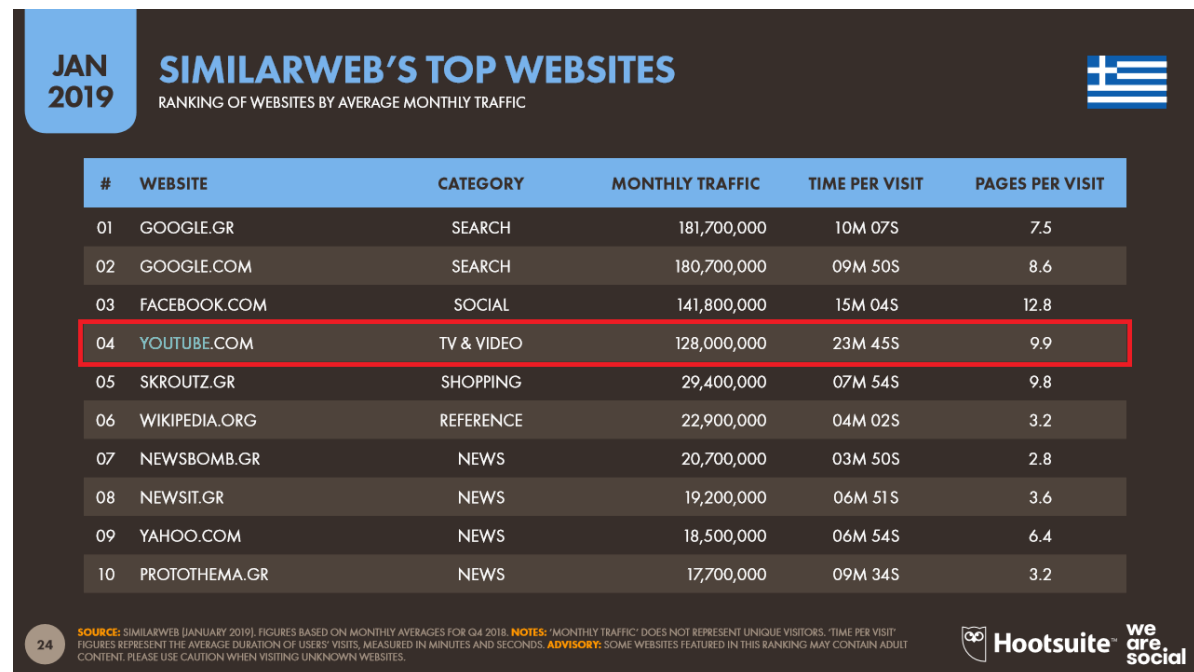 JAN
2019
SIMILARWEB'S TOP WEBSITES
RANKING OF WEBSITES BY AVERAGE MONTHLY TRAFFIC
# WEBSITE CATEGORY MONTHLY TRAFFIC TIME PER VISIT PAGES PER VISIT
01 GOOGLE.GR SEARCH 181,700,000 10M 07S 7.5
02 GOOGLE.COM SEARCH 180,700,000 09M 50S 8.6
03 FACEBOOK.COM SOCIAL 141,800,000 15M 04S 12.8
04 YOUTUBE.COM TV & VIDEO 128,000,000 23M 45S 9.9
05 SKROUTZ.GR SHOPPING 29,400,000 07M 54S 9.8
06 WIKIPEDIA.ORG REFERENCE 22,900,000 04M 02S 3.2
07 NEWSBOMB.GR NEWS 20,700,000 03M 50S 2.8
08 NEWSIT.GR NEWS 19,200,000 06M 51S 3.6
09 YAHOO.COM NEWS 18,500,000 06M 54S 6.4
10 PROTOTHEMA.GR NEWS 17,700,000 09M 34S 3.2
24
SOURCE: SIMILARWEB (JANUARY 2019). FIGURES BASED ON MONTHLY AVERAGES FOR Q4 2018. NOTES: 'MONTHLY TRAFFIC' DOES NOT REPRESENT UNIQUE VISITORS. 'TIME PER VISIT'
FIGURES REPRESENT THE AVERAGE DURATION OF USERS' VISITS, MEASURED IN MINUTES AND SECONDS. ADVISORY: SOME WEBSITES FEATURED IN THIS RANKING MAY CONTAIN ADULT
CONTENT. PLEASE USE CAUTION WHEN VISITING UNKNOWN WEBSITES.
Hootsuite™
we
are
social